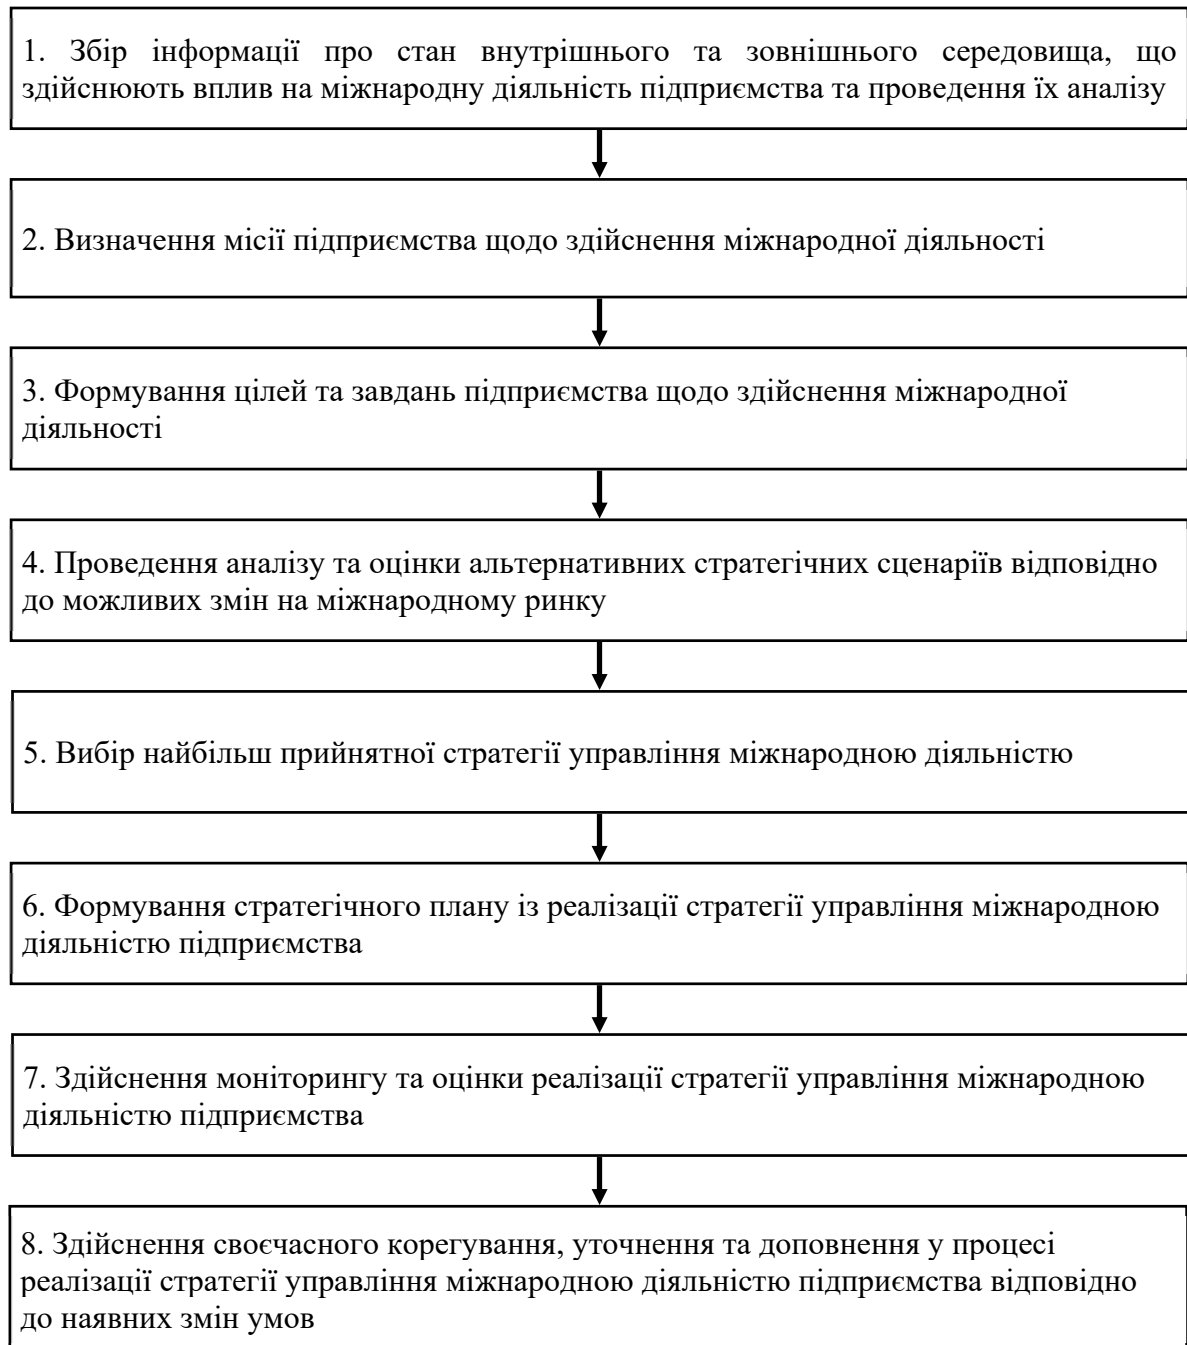 1. Збір інформації про стан внутрішнього та зовнішнього середовища, що
здійснюють вплив на міжнародну діяльність підприємства та проведення їх аналізу
2. Визначення місії підприємства щодо здійснення міжнародної діяльності
3. Формування цілей та завдань підприємства щодо здійснення міжнародної
діяльності
4. Проведення аналізу та оцінки альтернативних стратегічних сценаріїв відповідно
до можливих змін на міжнародному ринку
5. Вибір найбільш прийнятної стратегії управління міжнародною діяльністю
6. Формування стратегічного плану із реалізації стратегії управління міжнародною
діяльністю підприємства
7. Здійснення моніторингу та оцінки реалізації стратегії управління міжнародною
діяльністю підприємства
8. Здійснення своєчасного корегування, уточнення та доповнення у процесі
реалізації стратегії управління міжнародною діяльністю підприємства відповідно
до наявних змін умов